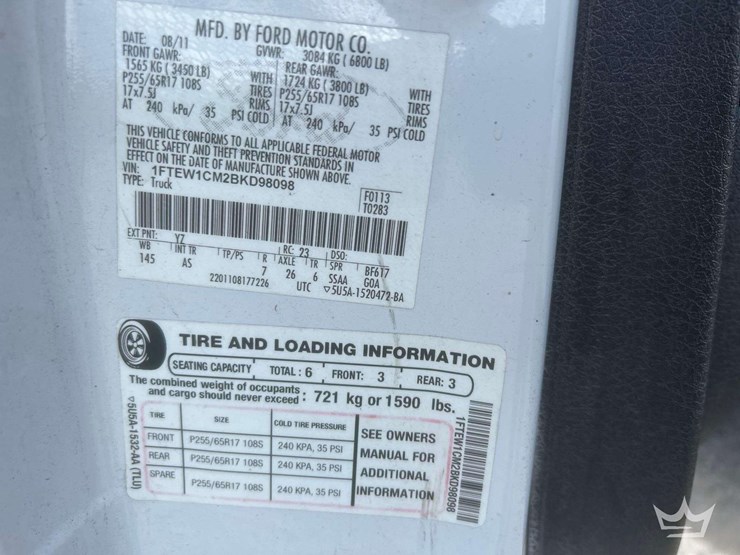 MFD. BY FORD MOTOR CO.
DATE: 08/11 GVWR: 3084 KG ( 6800 LB)
FRONT GAWR: REAR GAWR:
1565 KG ( 3450 LB) WITH 1724 KG ( 3800 LB) WITH
P255/65R17 108S TIRES P255/65R17 108S TIRES
17x7.5J RIMS 17x7.5J RIMS
AT 240 kPa/ 35 PSI COLD AT 240 kPa/ 35 PSI COLD
THIS VEHICLE CONFORMS TO ALL APPLICABLE FEDERAL MOTOR
VEHICLE SAFETY AND THEFT PREVENTION STANDARDS IN
EFFECT ON THE DATE OF MANUFACTURE SHOWN ABOVE.
VIN: 1FTEW1CM2BKD98098
TYPE: Truck
F0113
T0283
EXT PNT: YZ RC: 23 DSO:
WB INT TR TP/PS R AXLE TR SPR BF617
145 AS 7 26 6 SSAA GOA
2201108177226 UTC ▽5U5A-1520472-BA
TIRE AND LOADING INFORMATION
SEATING CAPACITY TOTAL : 6 FRONT: 3 REAR: 3
The combined weight of occupants
and cargo should never exceed : 721 kg or 1590 lbs.
TIRE SIZE COLD TIRE PRESSURE
FRONT P255/65R17 108S 240 KPA, 35 PSI
REAR P255/65R17 108S 240 KPA, 35 PSI
SPARE P255/65R17 108S 240 KPA, 35 PSI
SEE OWNERS
MANUAL FOR
ADDITIONAL
INFORMATION
▽5U5A-1532-AA (TLU)
1FTEW1CM2BKD98098